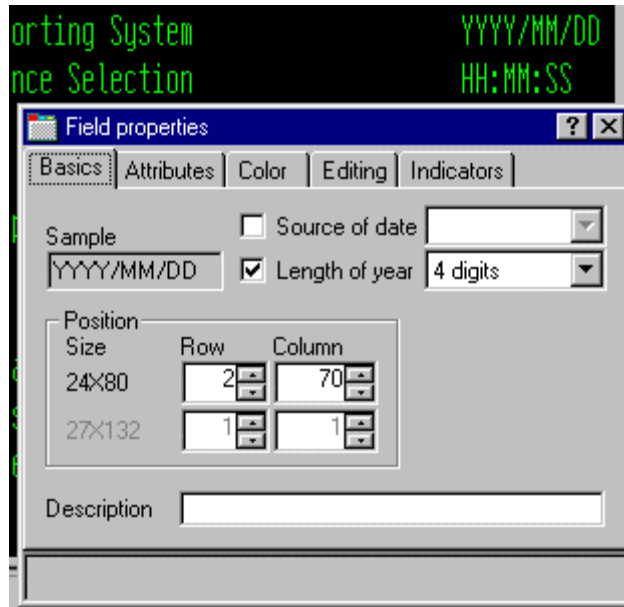 orting System YYYY/MM/DD
nce Selection HH:MM:SS
Field properties
Basics Attributes Color Editing Indicators
Sample
Source of date
YYYY/MM/DD Length of year 4 digits
Position
Size Row Column
24X80 2 70
27X132 1 1
Description